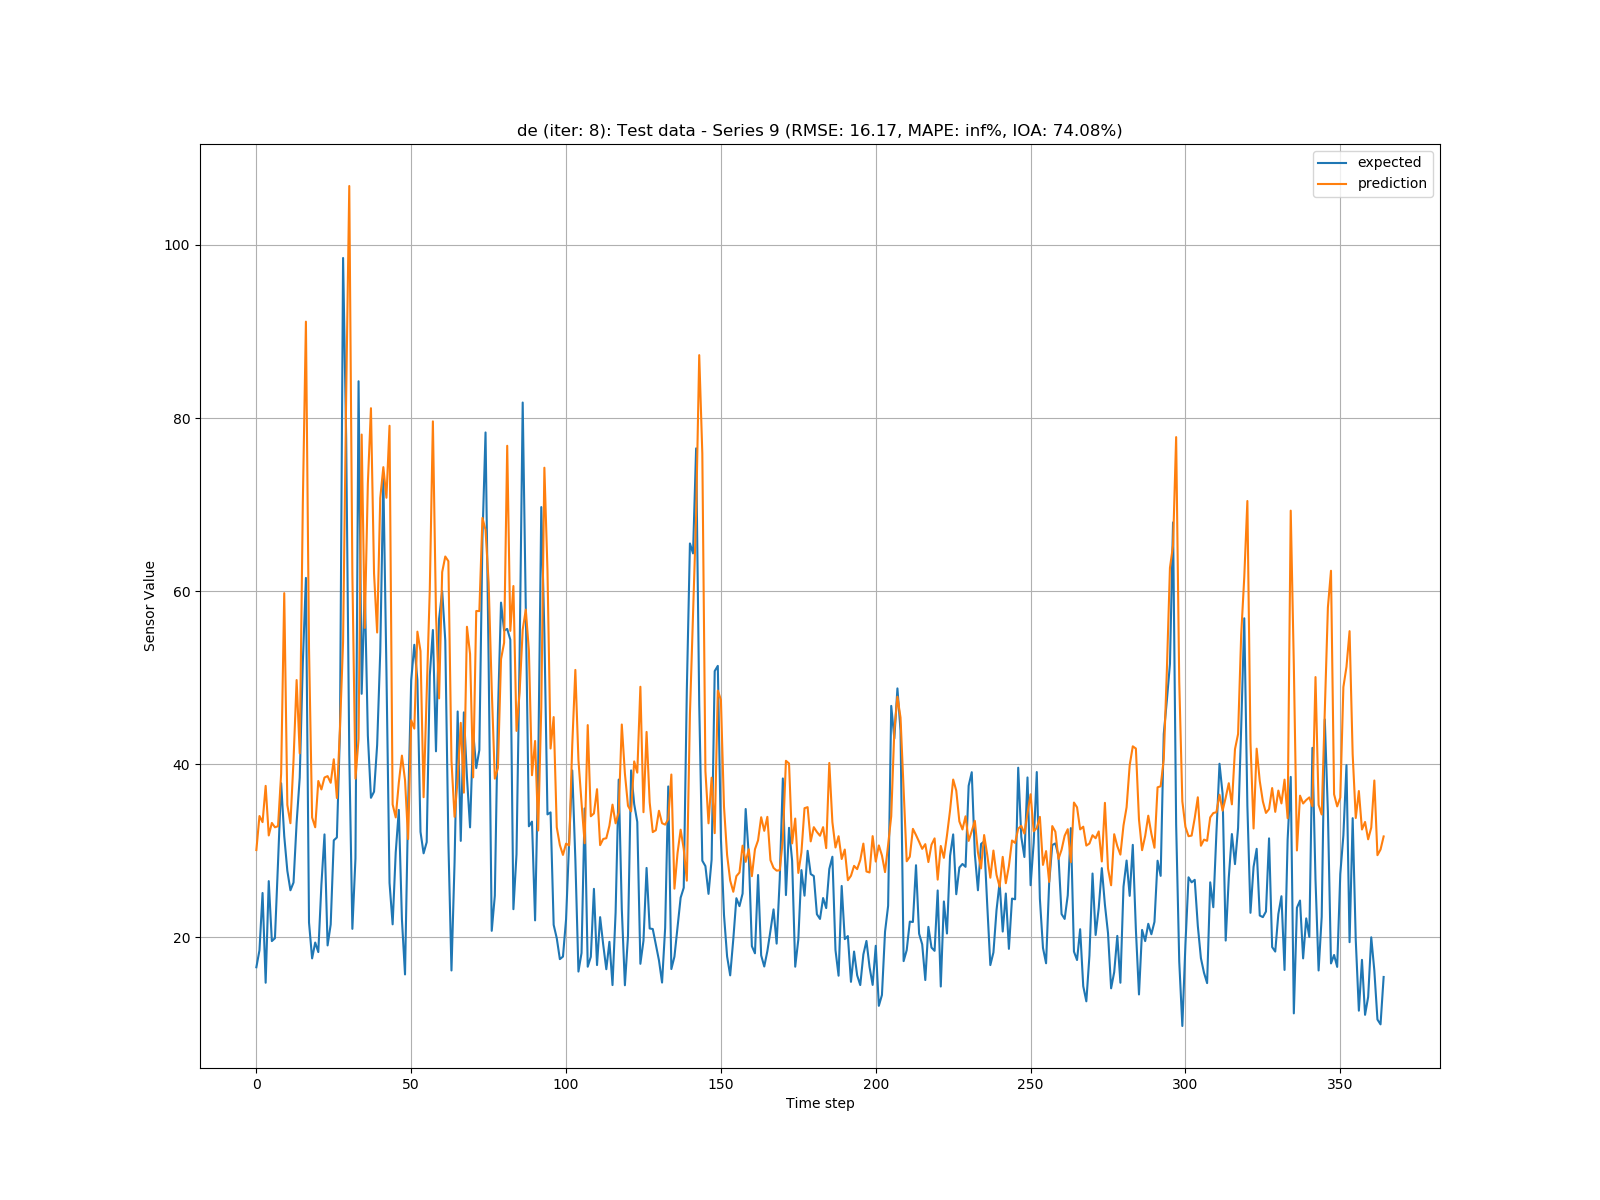 de (iter: 8): Test data - Series 9 (RMSE: 16.17, MAPE: inf%, IOA: 74.08%)
expected
prediction
100
80
60
40
20
Sensor Value
0 50 100 150 200 250 300 350
Time step